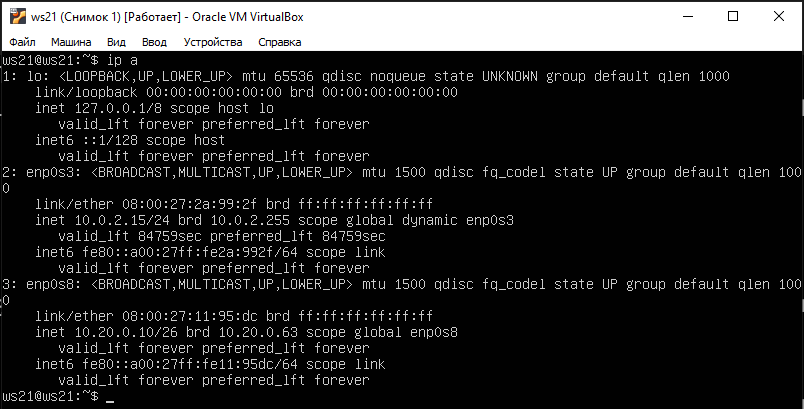 ws21 (Снимок 1) [Работает] - Oracle VM VirtualBox
Файл Машина Вид Ввод Устройства Справка
ws21@ws21:~$ ip a
1: lo: <LOOPBACK,UP,LOWER_UP> mtu 65536 qdisc noqueue state UNKNOWN group default qlen 1000
    link/loopback 00:00:00:00:00:00 brd 00:00:00:00:00:00
    inet 127.0.0.1/8 scope host lo
       valid_lft forever preferred_lft forever
    inet6 ::1/128 scope host
       valid_lft forever preferred_lft forever
2: enp0s3: <BROADCAST,MULTICAST,UP,LOWER_UP> mtu 1500 qdisc fq_codel state UP group default qlen 100
0
    link/ether 08:00:27:2a:99:2f brd ff:ff:ff:ff:ff:ff
    inet 10.0.2.15/24 brd 10.0.2.255 scope global dynamic enp0s3
       valid_lft 84759sec preferred_lft 84759sec
    inet6 fe80::a00:27ff:fe2a:992f/64 scope link
       valid_lft forever preferred_lft forever
3: enp0s8: <BROADCAST,MULTICAST,UP,LOWER_UP> mtu 1500 qdisc fq_codel state UP group default qlen 100
0
    link/ether 08:00:27:11:95:dc brd ff:ff:ff:ff:ff:ff
    inet 10.20.0.10/26 brd 10.20.0.63 scope global enp0s8
       valid_lft forever preferred_lft forever
    inet6 fe80::a00:27ff:fe11:95dc/64 scope link
       valid_lft forever preferred_lft forever
ws21@ws21:~$ _